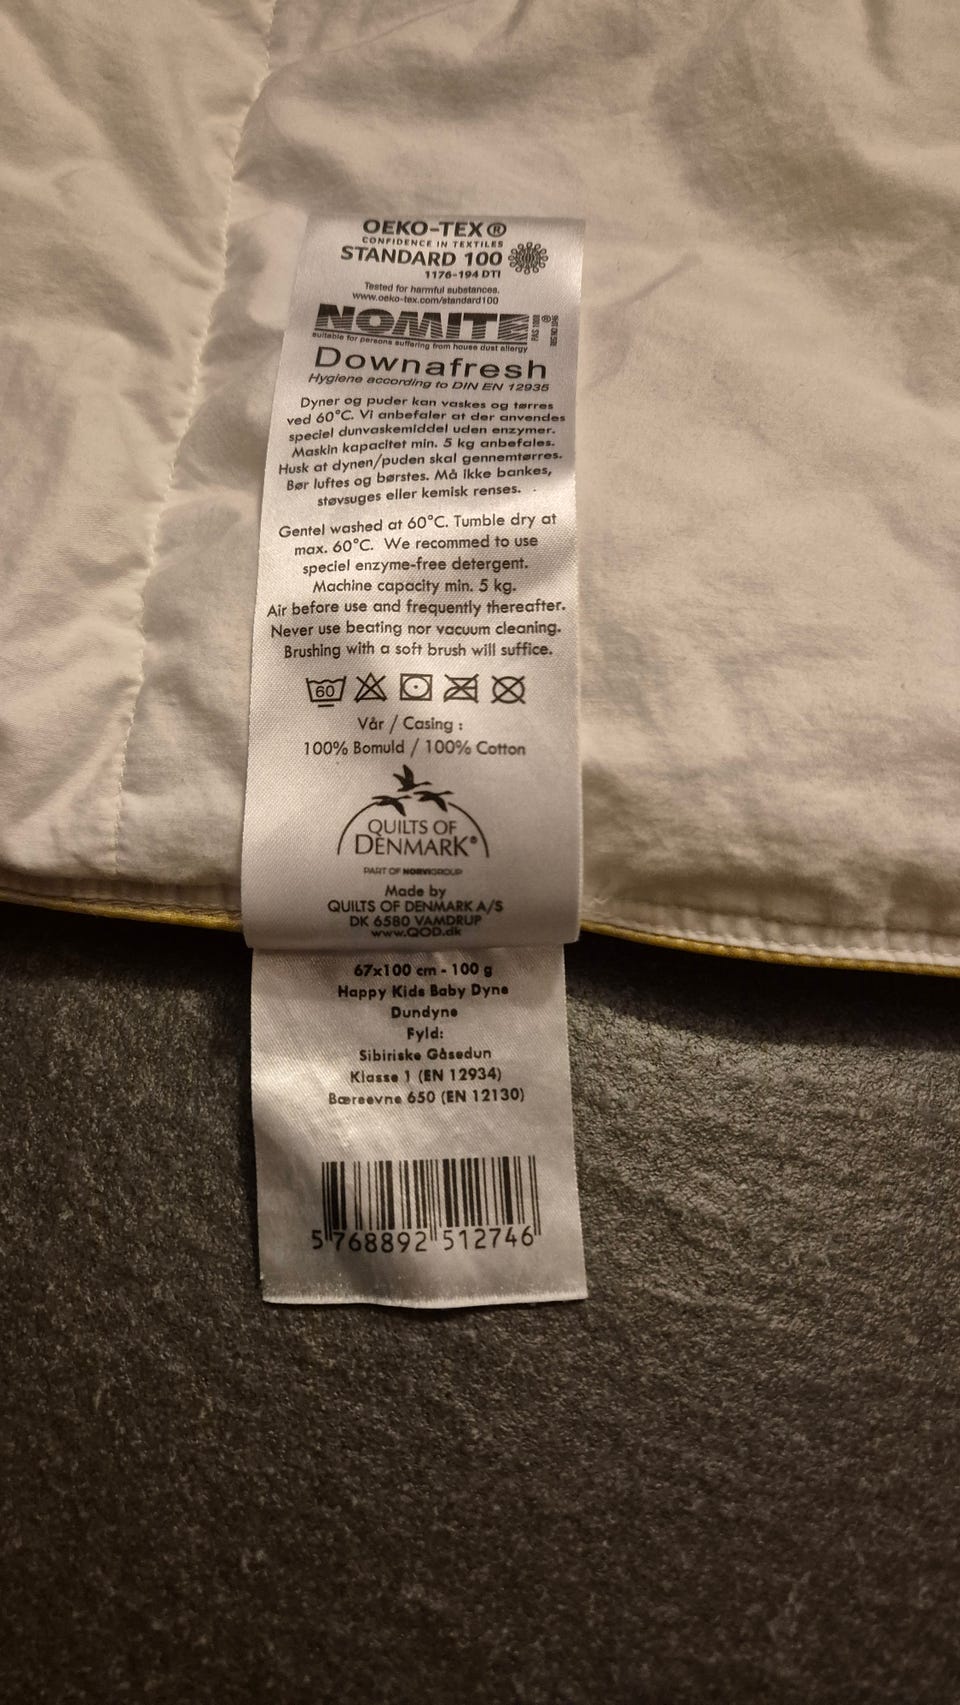 OEKO-TEX®
CONFIDENCE IN TEXTILES
STANDARD 100
1176-194 DTI
Tested for harmful substances.
www.oeko-tex.com/standard100
NOMITE®
suitable for persons suffering from house dust allergy
Downafresh
Hygiene according to DIN EN 12935
Dyner og puder kan vaskes og tørres
ved 60°C. Vi anbefaler at der anvendes
speciel dunvaskemiddel uden enzymer.
Maskin kapacitet min. 5 kg anbefales.
Husk at dynen/puden skal gennemtørres.
Bør luftes og børstes. Må ikke bankes,
støvsuges eller kemisk renses.
Gentel washed at 60°C. Tumble dry at
max. 60°C. We recommed to use
speciel enzyme-free detergent.
Machine capacity min. 5 kg.
Air before use and frequently thereafter.
Never use beating nor vacuum cleaning.
Brushing with a soft brush will suffice.
60
Vår / Casing :
100% Bomuld / 100% Cotton
QUILTS OF
DENMARK®
PART OF NORVIGROUP
Made by
QUILTS OF DENMARK A/S
DK 6580 VAMDRUP
www.QOD.dk
67x100 cm - 100 g
Happy Kids Baby Dyne
Dundyne
Fyld:
Sibiriske Gåsedun
Klasse 1 (EN 12934)
Bæreevne 650 (EN 12130)
5 768892 512746